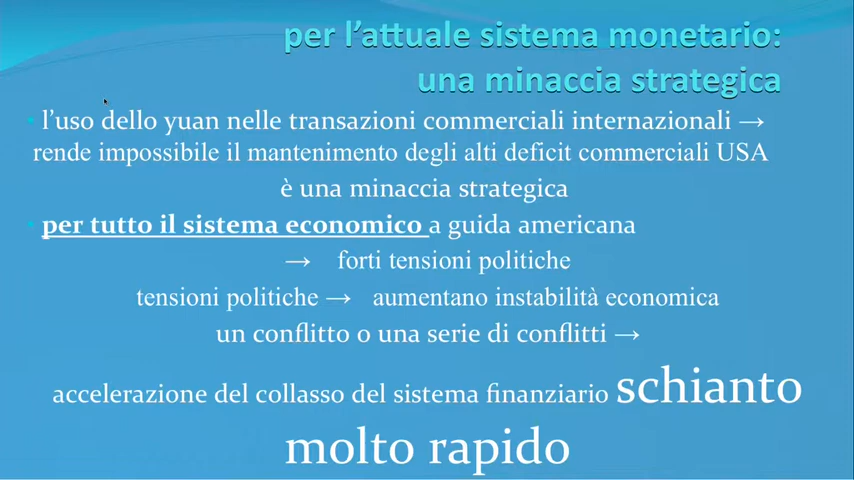 per l'attuale sistema monetario:
una minaccia strategica
• l'uso dello yuan nelle transazioni commerciali internazionali →
rende impossibile il mantenimento degli alti deficit commerciali USA
è una minaccia strategica
• per tutto il sistema economico a guida americana
→ forti tensioni politiche
tensioni politiche → aumentano instabilità economica
un conflitto o una serie di conflitti →
accelerazione del collasso del sistema finanziario schianto
molto rapido